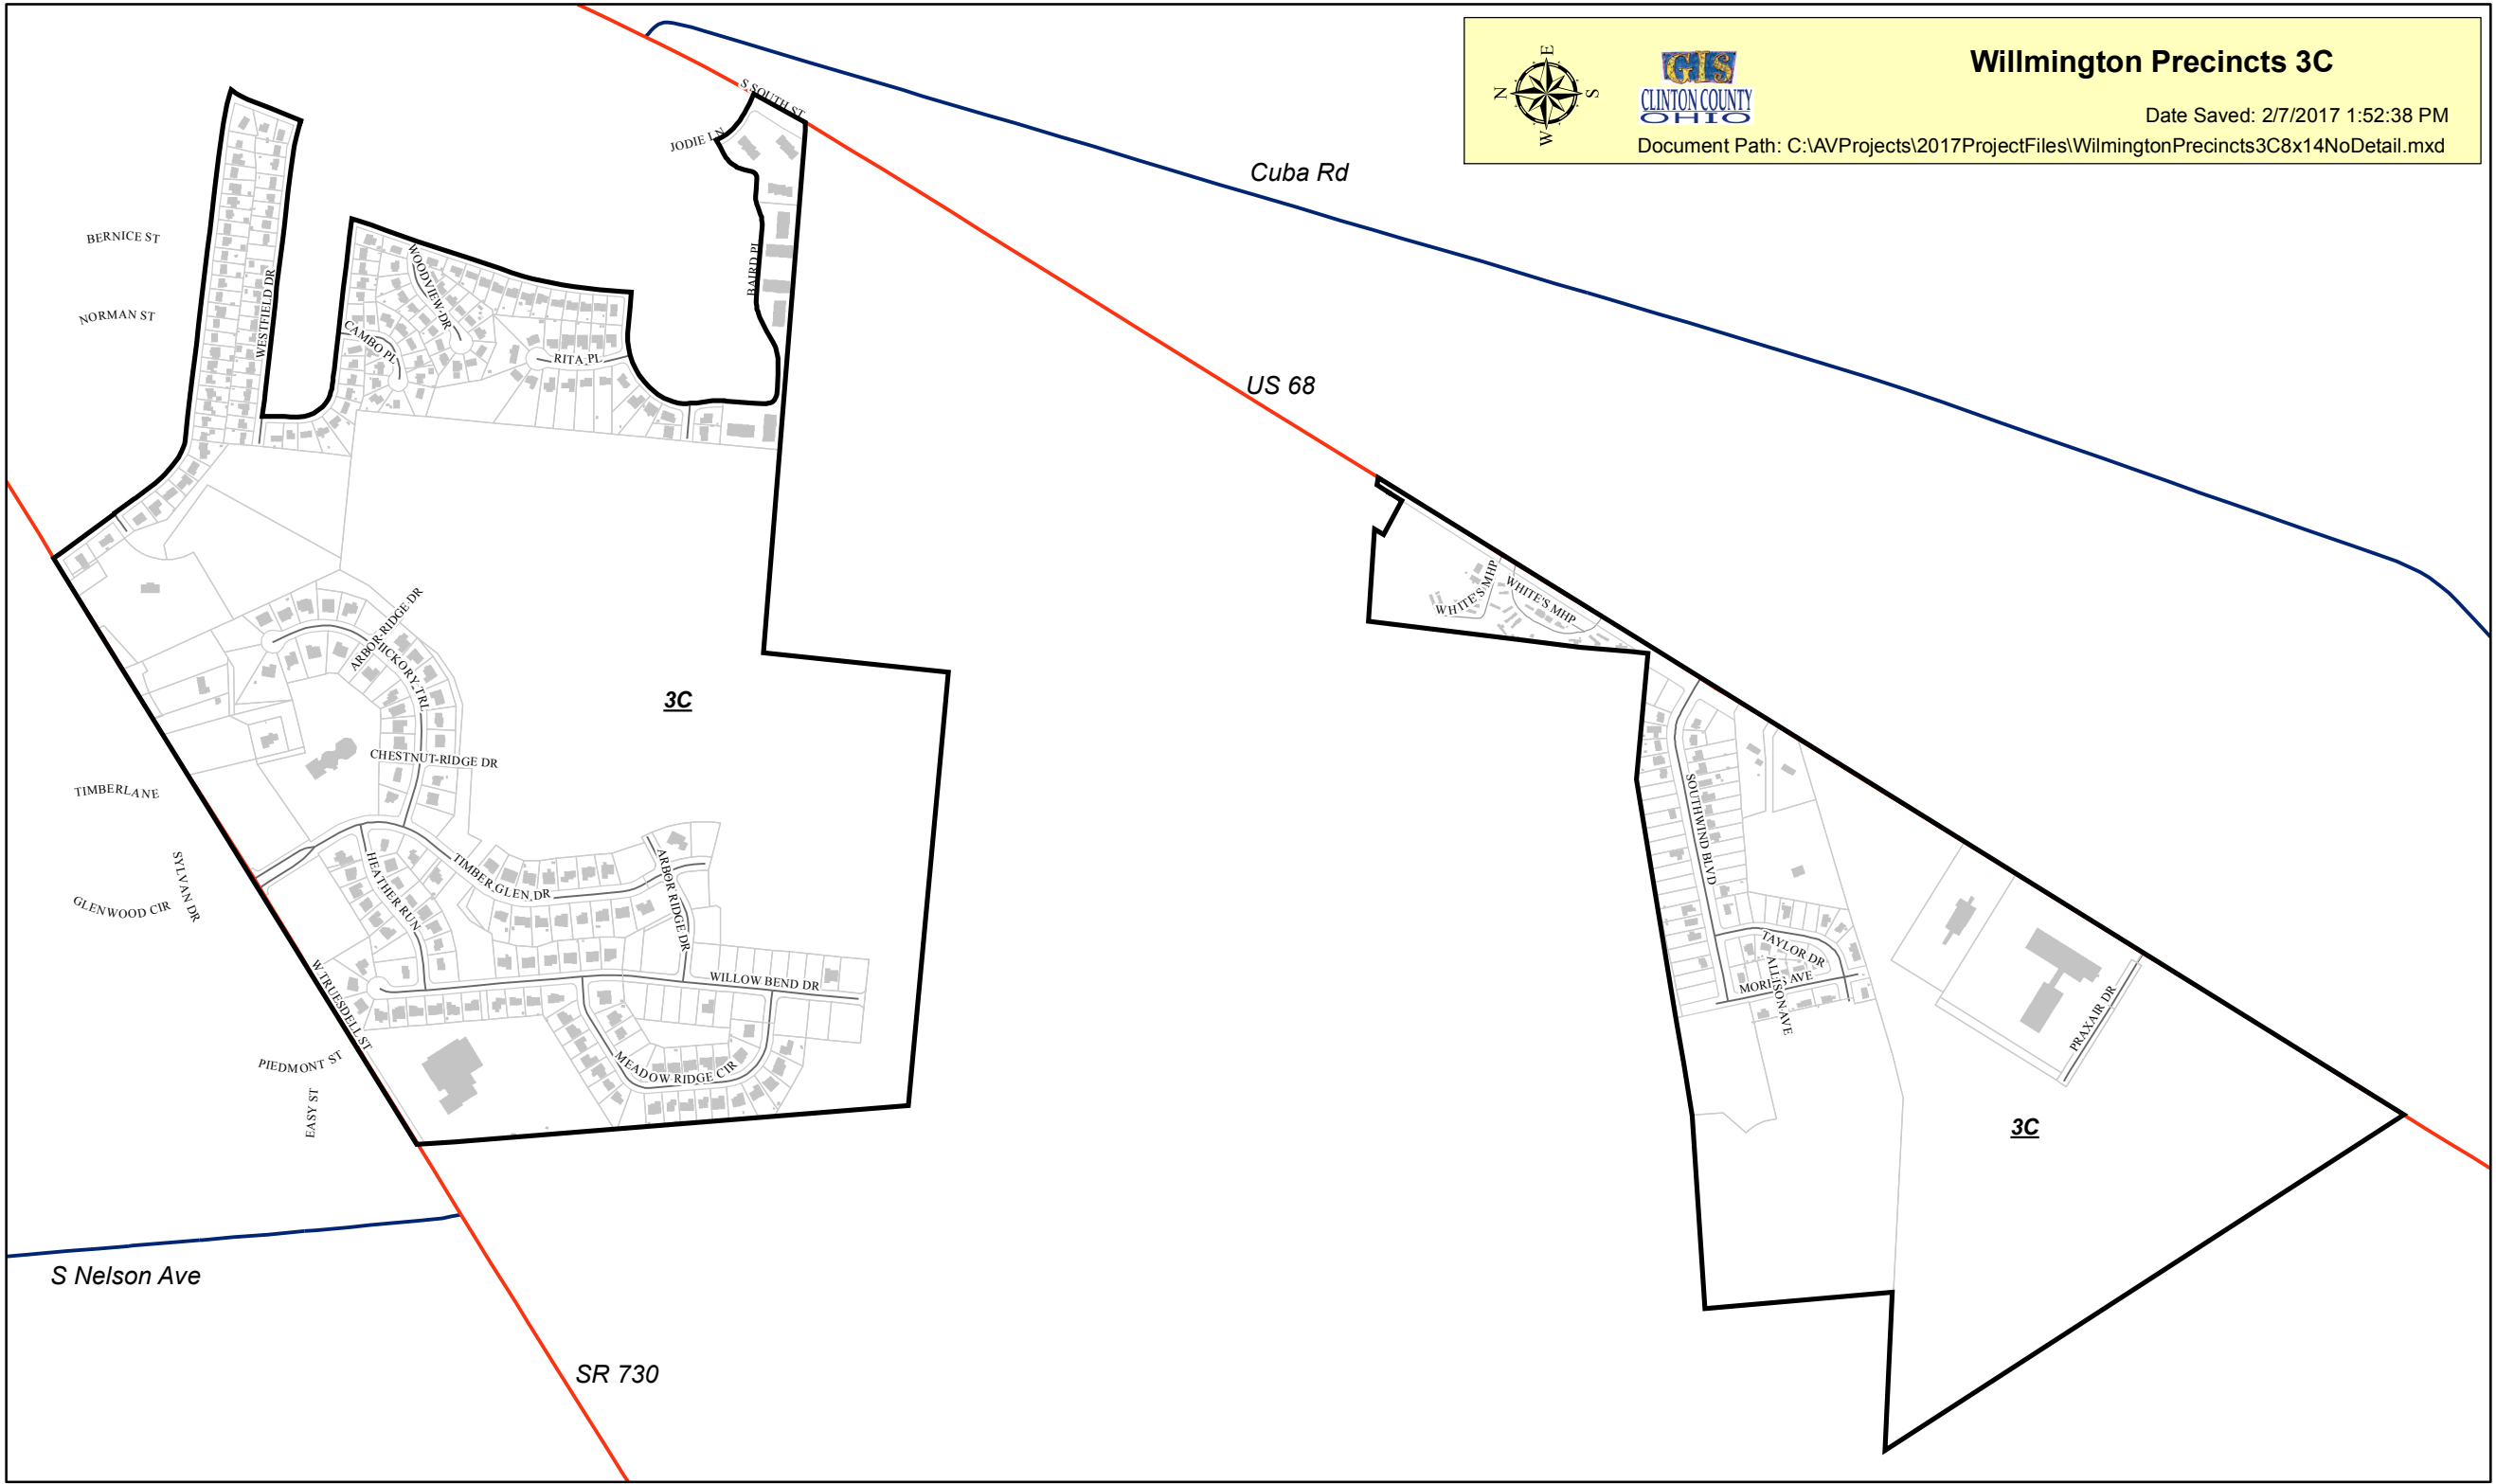 Willmington Precincts 3C
Date Saved: 2/7/2017 1:52:38 PM
Document Path: C:\AVProjects\2017ProjectFiles\WilmingtonPrecincts3C8x14NoDetail.mxd
GIS
CLINTON COUNTY
OHIO
E
N
S
W
S SOUTH ST
JODIE LN
Cuba Rd
BERNICE ST
WOODVIEW DR
BAIRD PL
NORMAN ST
WESTFIELD DR
CAMBO PL
RITA PL
US 68
WHITE'S MHP
WHITE'S MHP
ARBOR RIDGE DR
HICKORY TRL
3C
CHESTNUT RIDGE DR
TIMBERLANE
SOUTHWIND BLVD
SYLVAN DR
GLENWOOD CIR
HEATHER RUN
TIMBER GLEN DR
ARBOR RIDGE DR
TAYLOR DR
ALLISON AVE
WILLOW BEND DR
W TRUESDELL ST
PRAXAIR DR
PIEDMONT ST
MEADOW RIDGE CIR
EASY ST
3C
S Nelson Ave
SR 730